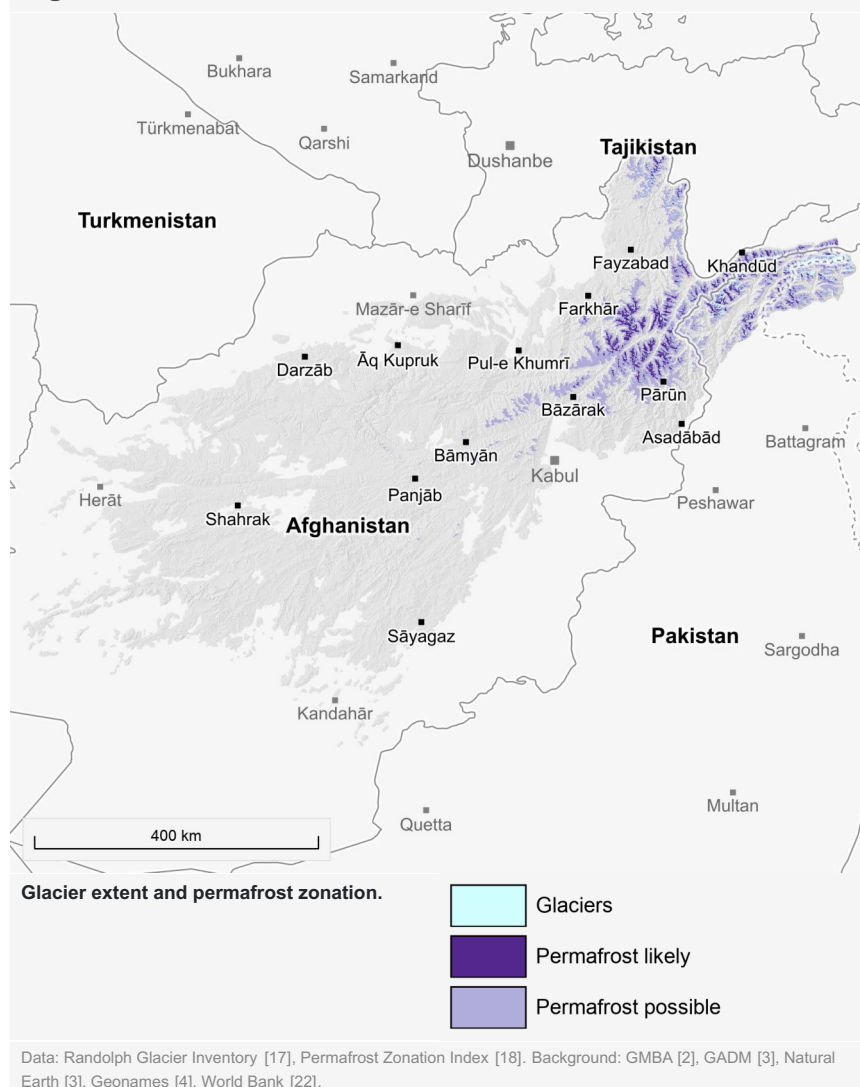 Bukhara
Samarkand
Türkmenabat
Qarshi
Dushanbe
Tajikistan
Turkmenistan
Fayzabad
Khandūd
Mazār-e Sharīf
Farkhār
Darzāb
Āq Kupruk
Pul-e Khumrī
Bāzārak
Pārūn
Asadābād
Battagram
Bāmyān
Kabul
Herāt
Panjāb
Peshawar
Shahrak
Afghanistan
Sāyagaz
Pakistan
Sargodha
Kandahār
Multan
Quetta
400 km
Glacier extent and permafrost zonation.
Glaciers
Permafrost likely
Permafrost possible
Data: Randolph Glacier Inventory [17], Permafrost Zonation Index [18]. Background: GMBA [2], GADM [3], Natural
Earth [3], Geonames [4], World Bank [22].